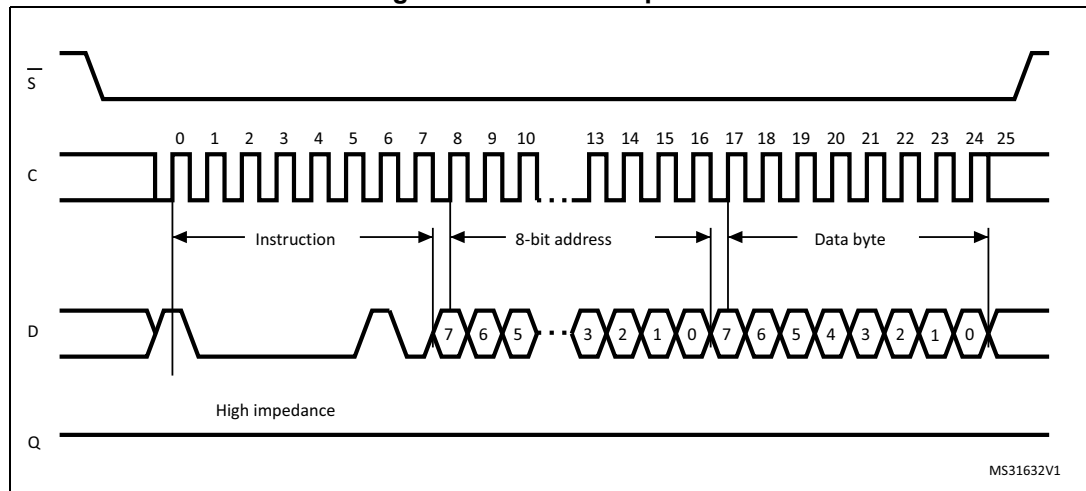 S
0 1 2 3 4 5 6 7 8 9 10 13 14 15 16 17 18 19 20 21 22 23 24 25
C
Instruction 8-bit address Data byte
D 7 6 5 3 2 1 0 7 6 5 4 3 2 1 0
High impedance
Q
MS31632V1